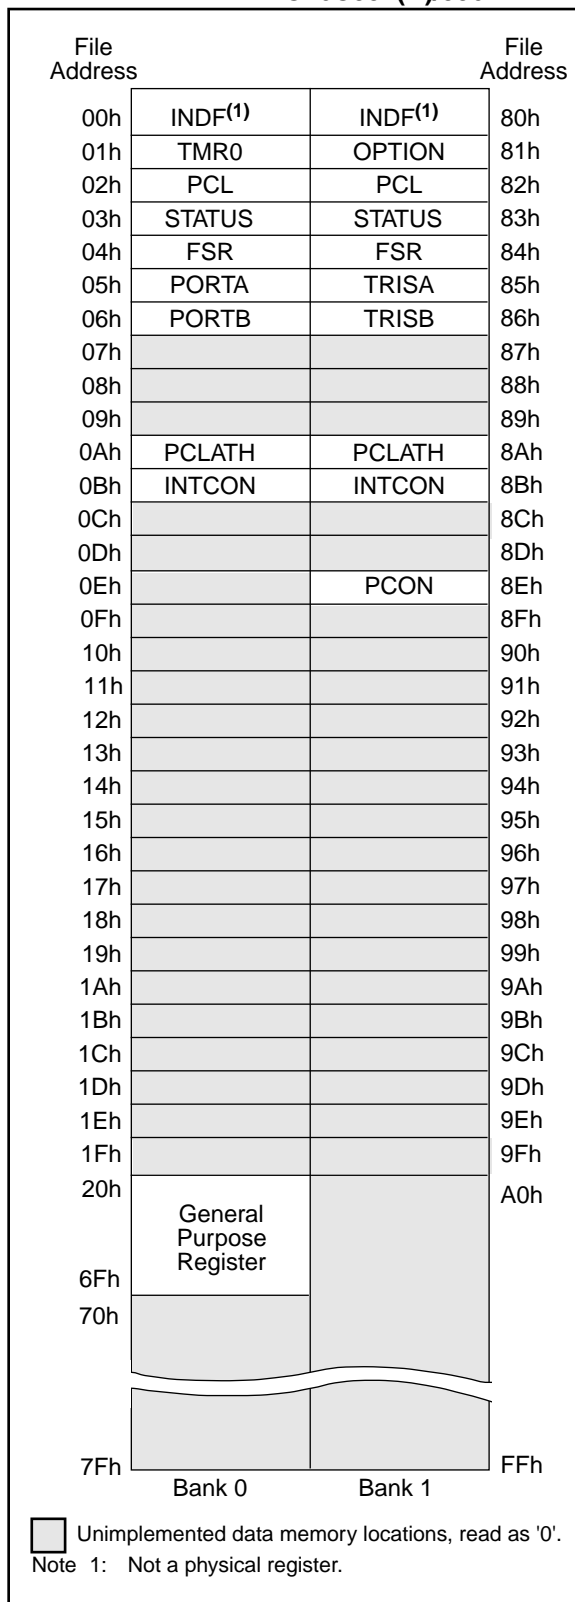 File Address File Address
00h INDF(1) INDF(1) 80h
01h TMR0 OPTION 81h
02h PCL PCL 82h
03h STATUS STATUS 83h
04h FSR FSR 84h
05h PORTA TRISA 85h
06h PORTB TRISB 86h
07h 87h
08h 88h
09h 89h
0Ah PCLATH PCLATH 8Ah
0Bh INTCON INTCON 8Bh
0Ch 8Ch
0Dh 8Dh
0Eh PCON 8Eh
0Fh 8Fh
10h 90h
11h 91h
12h 92h
13h 93h
14h 94h
15h 95h
16h 96h
17h 97h
18h 98h
19h 99h
1Ah 9Ah
1Bh 9Bh
1Ch 9Ch
1Dh 9Dh
1Eh 9Eh
1Fh 9Fh
20h A0h
General
Purpose
Register
6Fh
70h
7Fh FFh
Bank 0 Bank 1
Unimplemented data memory locations, read as '0'.
Note 1: Not a physical register.